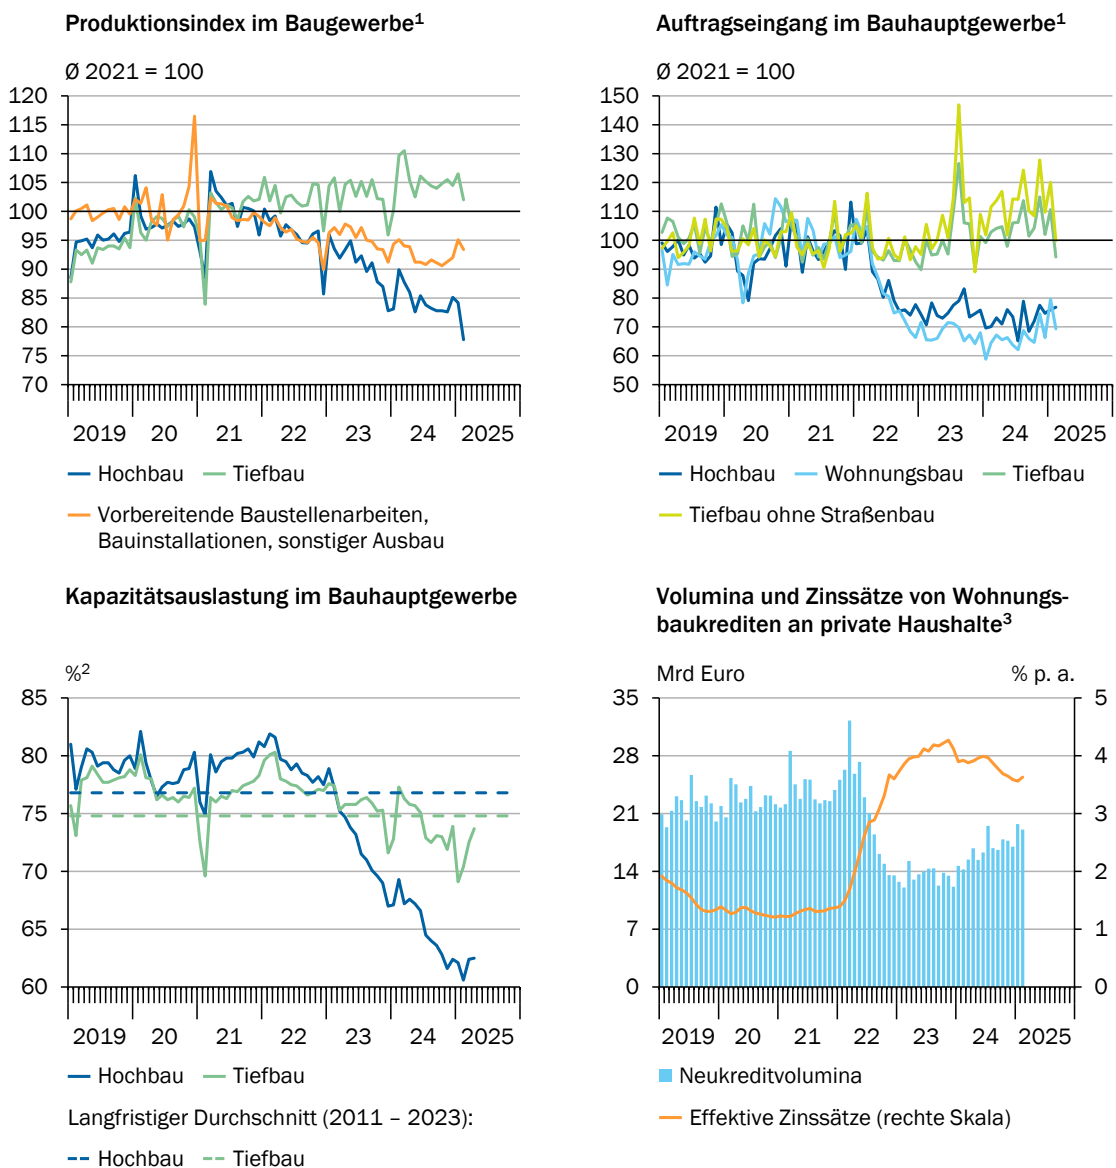 Produktionsindex im Baugewerbe1
Ø 2021 = 100
120
115
110
105
100
95
90
85
80
75
70
2019 20 21 22 23 24 2025
Hochbau Tiefbau
Vorbereitende Baustellenarbeiten,
Bauinstallationen, sonstiger Ausbau
Auftragseingang im Bauhauptgewerbe1
Ø 2021 = 100
150
140
130
120
110
100
90
80
70
60
50
2019 20 21 22 23 24 2025
Hochbau Wohnungsbau Tiefbau
Tiefbau ohne Straßenbau
Kapazitätsauslastung im Bauhauptgewerbe
%2
85
80
75
70
65
60
2019 20 21 22 23 24 2025
Hochbau Tiefbau
Langfristiger Durchschnitt (2011 – 2023):
Hochbau Tiefbau
Volumina und Zinssätze von Wohnungs-
baukrediten an private Haushalte3
Mrd Euro % p. a.
35 5
28 4
21 3
14 2
7 1
0 0
2019 20 21 22 23 24 2025
Neukreditvolumina
Effektive Zinssätze (rechte Skala)